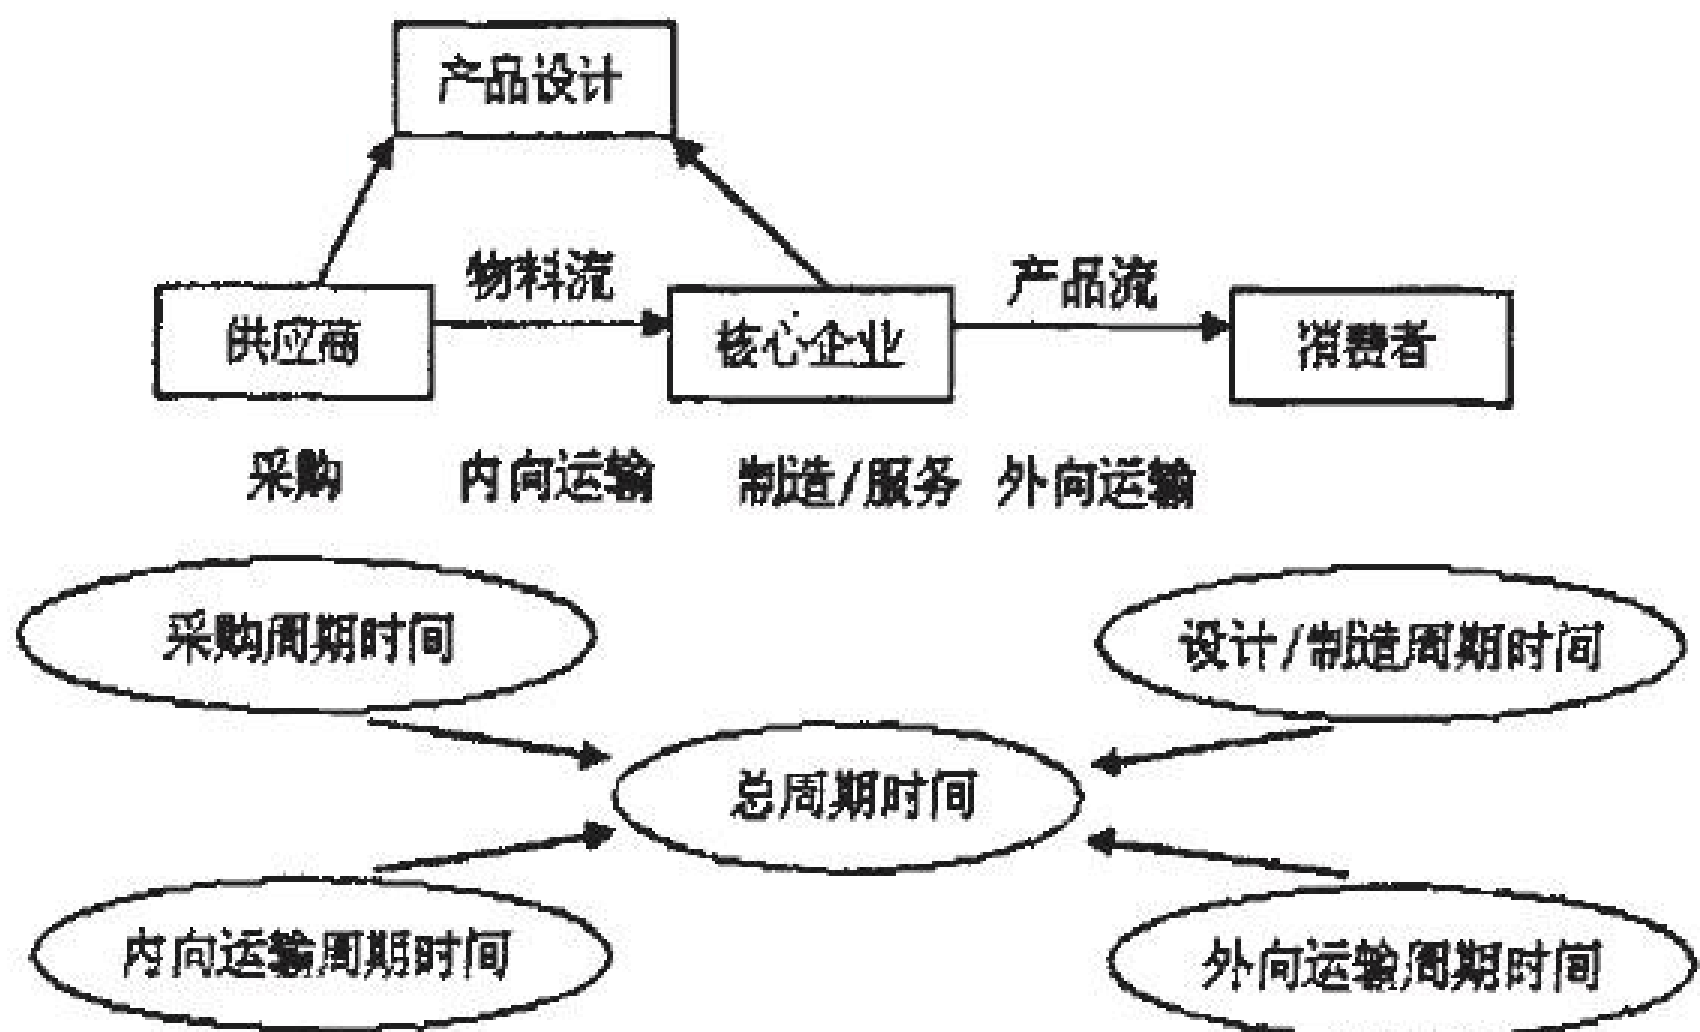 产品设计
物料流
产品流
供应商
核心企业
消费者
采购
内向运输
制造/服务
外向运输
采购周期时间
设计/制造周期时间
总周期时间
内向运输周期时间
外向运输周期时间